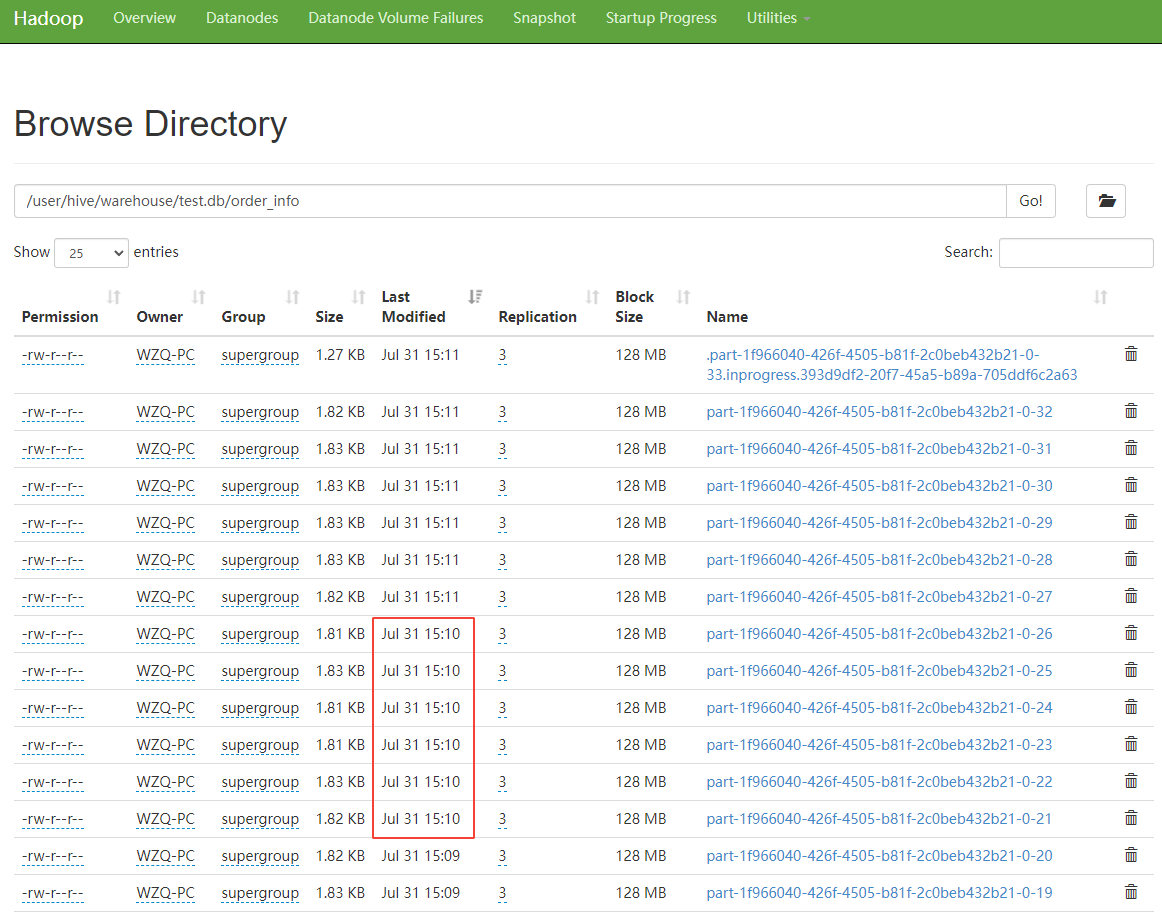 Hadoop Overview Datanodes Datanode Volume Failures Snapshot Startup Progress Utilities
Browse Directory
/user/hive/warehouse/test.db/order_info Go!
Show 25 entries Search:
Permission Owner Group Size Last Modified Replication Block Size Name
-rw-r--r-- WZQ-PC supergroup 1.27 KB Jul 31 15:11 3 128 MB .part-1f966040-426f-4505-b81f-2c0beb432b21-0-
33.inprogress.393d9df2-20f7-45a5-b89a-705ddf6c2a63
-rw-r--r-- WZQ-PC supergroup 1.82 KB Jul 31 15:11 3 128 MB part-1f966040-426f-4505-b81f-2c0beb432b21-0-32
-rw-r--r-- WZQ-PC supergroup 1.83 KB Jul 31 15:11 3 128 MB part-1f966040-426f-4505-b81f-2c0beb432b21-0-31
-rw-r--r-- WZQ-PC supergroup 1.83 KB Jul 31 15:11 3 128 MB part-1f966040-426f-4505-b81f-2c0beb432b21-0-30
-rw-r--r-- WZQ-PC supergroup 1.83 KB Jul 31 15:11 3 128 MB part-1f966040-426f-4505-b81f-2c0beb432b21-0-29
-rw-r--r-- WZQ-PC supergroup 1.83 KB Jul 31 15:11 3 128 MB part-1f966040-426f-4505-b81f-2c0beb432b21-0-28
-rw-r--r-- WZQ-PC supergroup 1.82 KB Jul 31 15:11 3 128 MB part-1f966040-426f-4505-b81f-2c0beb432b21-0-27
-rw-r--r-- WZQ-PC supergroup 1.81 KB Jul 31 15:10 3 128 MB part-1f966040-426f-4505-b81f-2c0beb432b21-0-26
-rw-r--r-- WZQ-PC supergroup 1.83 KB Jul 31 15:10 3 128 MB part-1f966040-426f-4505-b81f-2c0beb432b21-0-25
-rw-r--r-- WZQ-PC supergroup 1.81 KB Jul 31 15:10 3 128 MB part-1f966040-426f-4505-b81f-2c0beb432b21-0-24
-rw-r--r-- WZQ-PC supergroup 1.81 KB Jul 31 15:10 3 128 MB part-1f966040-426f-4505-b81f-2c0beb432b21-0-23
-rw-r--r-- WZQ-PC supergroup 1.83 KB Jul 31 15:10 3 128 MB part-1f966040-426f-4505-b81f-2c0beb432b21-0-22
-rw-r--r-- WZQ-PC supergroup 1.82 KB Jul 31 15:10 3 128 MB part-1f966040-426f-4505-b81f-2c0beb432b21-0-21
-rw-r--r-- WZQ-PC supergroup 1.82 KB Jul 31 15:09 3 128 MB part-1f966040-426f-4505-b81f-2c0beb432b21-0-20
-rw-r--r-- WZQ-PC supergroup 1.83 KB Jul 31 15:09 3 128 MB part-1f966040-426f-4505-b81f-2c0beb432b21-0-19